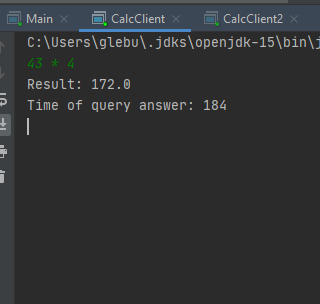 Main
CalcClient
CalcClient2
C:\Users\glebu\.jdks\openjdk-15\bin\j
43 * 4
Result: 172.0
Time of query answer: 184